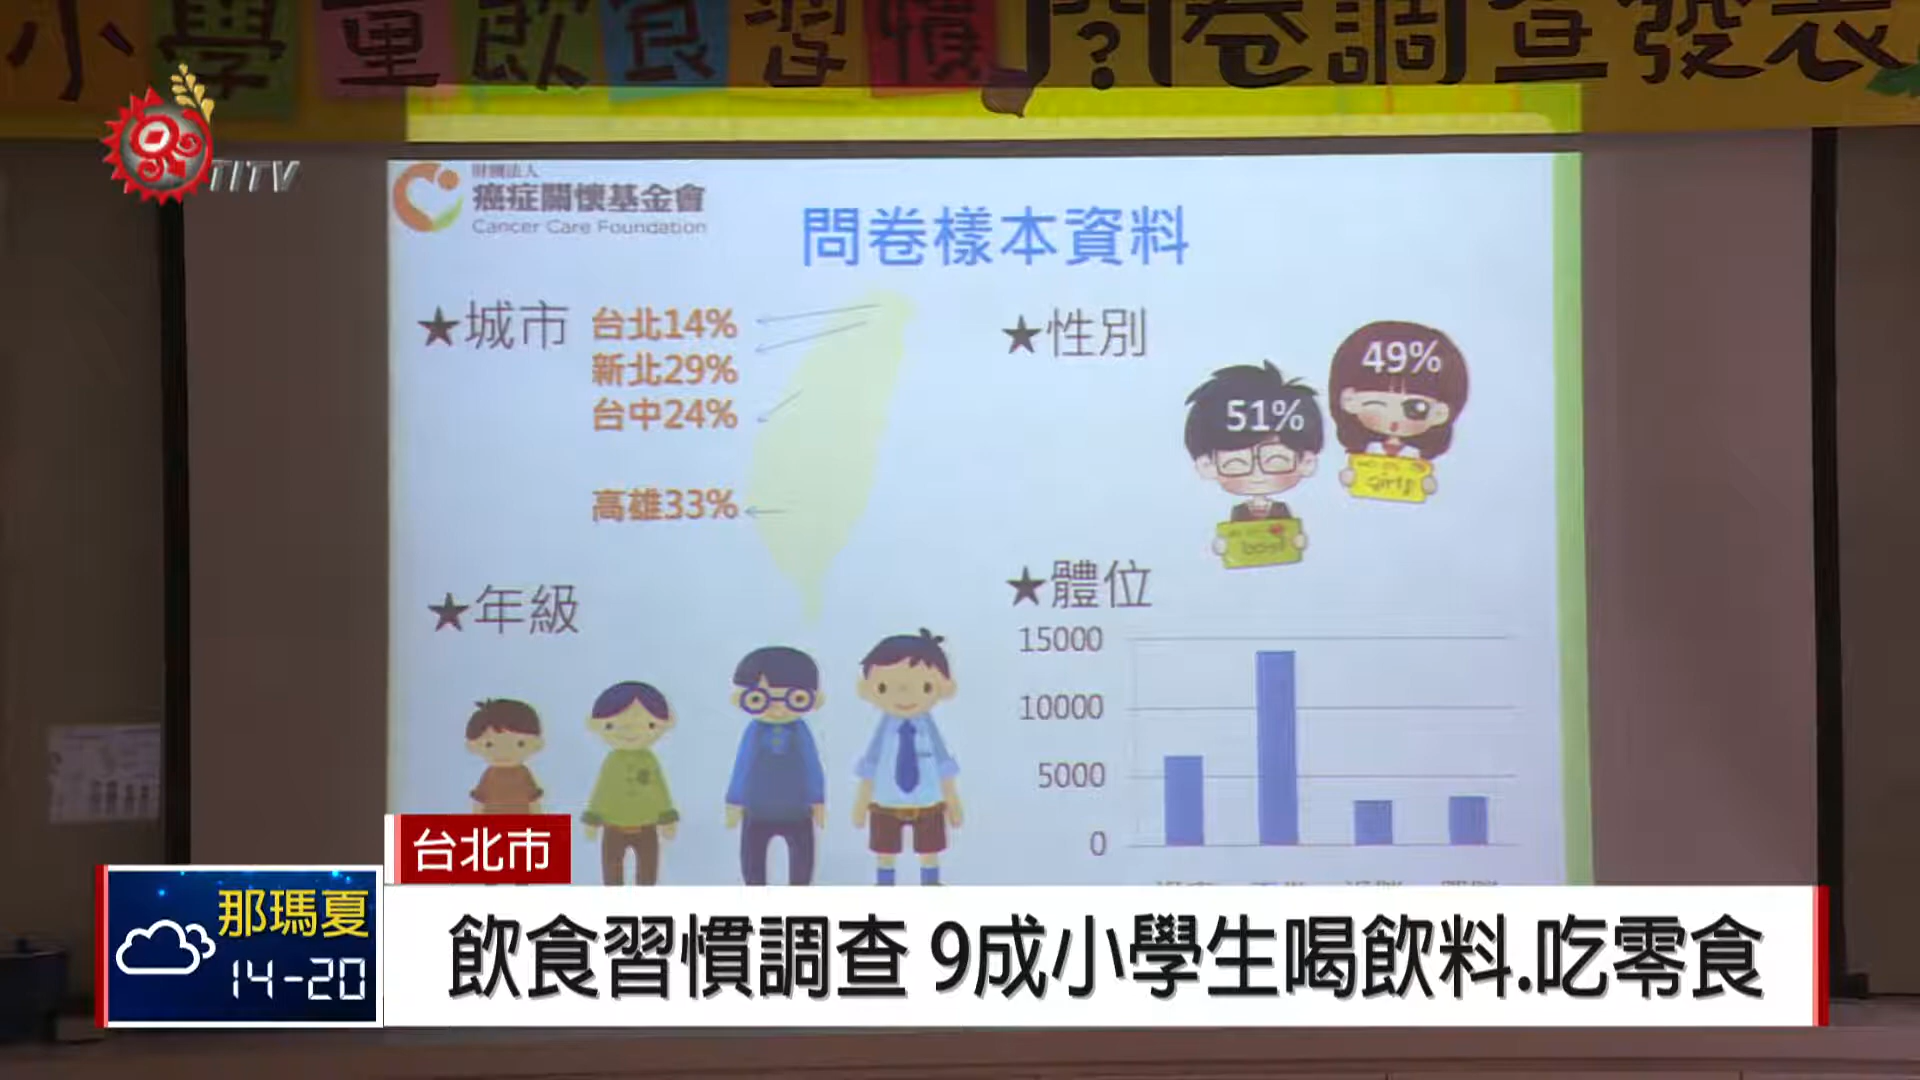 小學童飲食習慣 問卷調查發表
TITV
財團法人
癌症關懷基金會
Cancer Care Foundation
問卷樣本資料
★城市
台北14%
新北29%
台中24%
高雄33%
★性別
51%
49%
girls
boys
★年級
★體位
15000
10000
5000
0
台北市
那瑪夏
14-20
飲食習慣調查 9成小學生喝飲料.吃零食